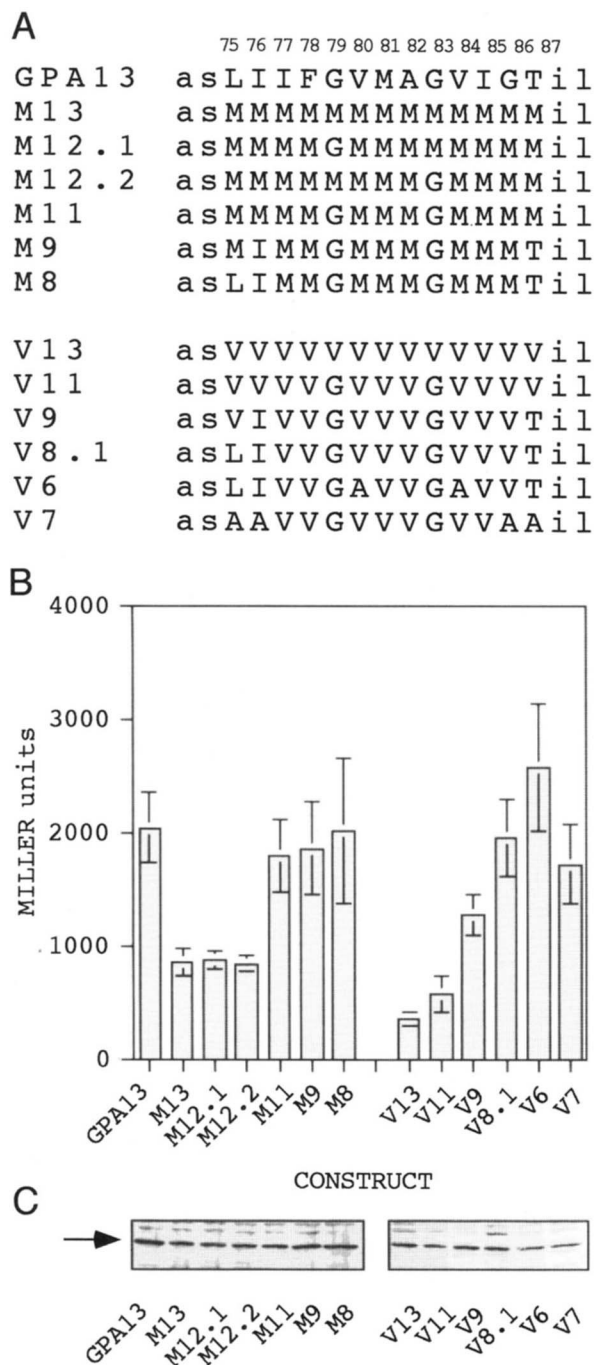 A
75 76 77 78 79 80 81 82 83 84 85 86 87
GPA13 asLIIFGVMAGVIGTil
M13 asMMMMMMMMMMMMMil
M12.1 asMMMMGMMMMMMMMil
M12.2 asMMMMMMMMGMMMMil
M11 asMMMMGMMMGMMMMil
M9 asMIMMGMMMGMMMTil
M8 asLIMMGMMMGMMMTil
V13 asVVVVVVVVVVVVVil
V11 asVVVVGVVVGVVVVil
V9 asVIVVGVVVGVVVTil
V8.1 asLIVVGVVVGVVVTil
V6 asLIVVGAVVGAVVTil
V7 asAAVVGVVVGVVAAil
B
4000
3000
2000
1000
0
MILLER units
GPA13 M13 M12.1 M12.2 M11 M9 M8 V13 V11 V9 V8.1 V6 V7
CONSTRUCT
C
GPA13 M13 M12.1 M12.2 M11 M9 M8 V13 V11 V9 V8.1 V6 V7